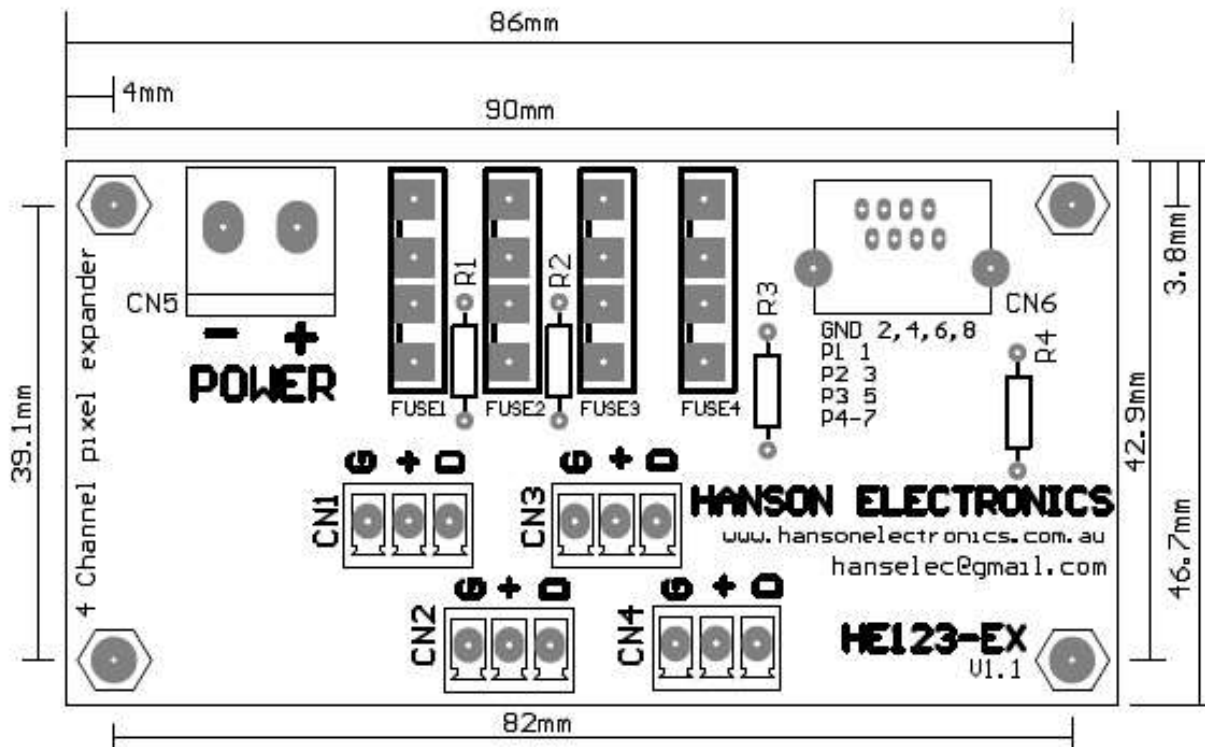 86mm
4mm
90mm
CN5
- +
POWER
FUSE1
FUSE2
FUSE3
FUSE4
R1
R2
R3
R4
CN6
GND 2,4,6,8
P1 1
P2 3
P3 5
P4-7
4 Channel pixel expander
39.1mm
3.8mm
42.9mm
46.7mm
G + D
CN1
G + D
CN3
G + D
CN2
G + D
CN4
HANSON ELECTRONICS
www.hansonelectronics.com.au
hanselec@gmail.com
HE123-EX
V1.1
82mm